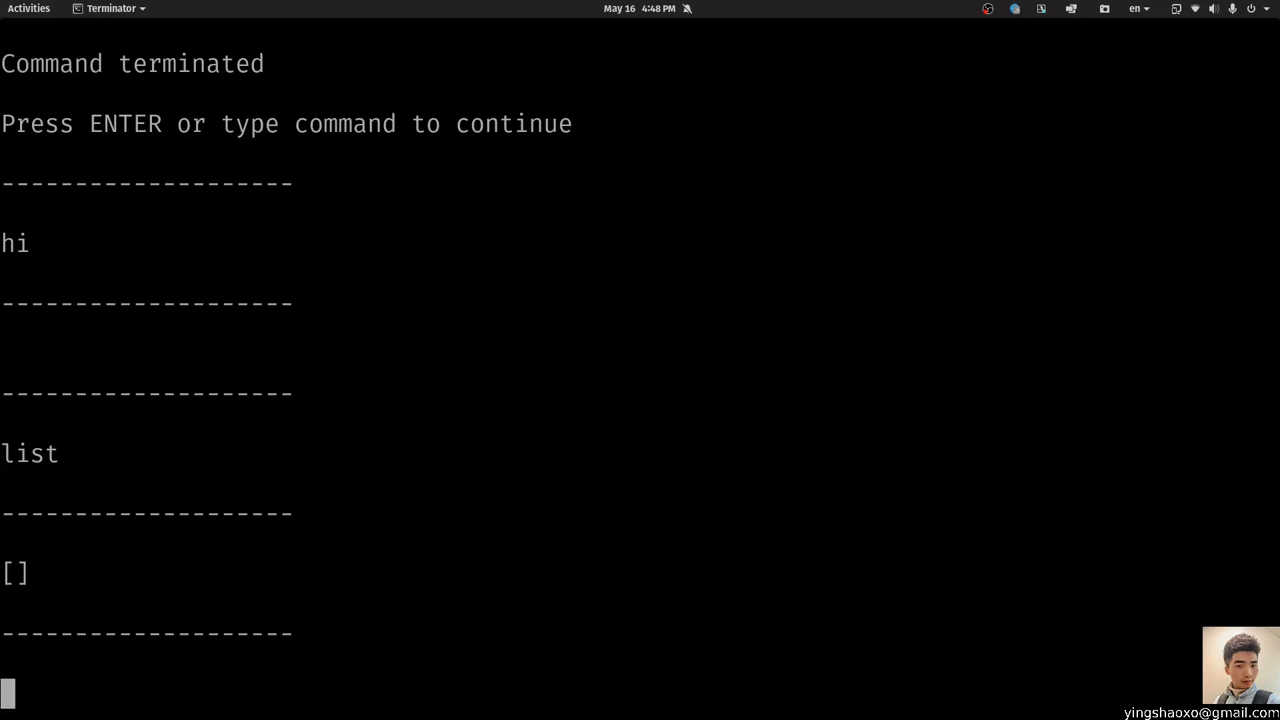 Activities Terminator May 16 4:48 PM en
Command terminated
Press ENTER or type command to continue
--------------------
hi
--------------------
--------------------
list
--------------------
[]
--------------------
yingshaoxo@gmail.com